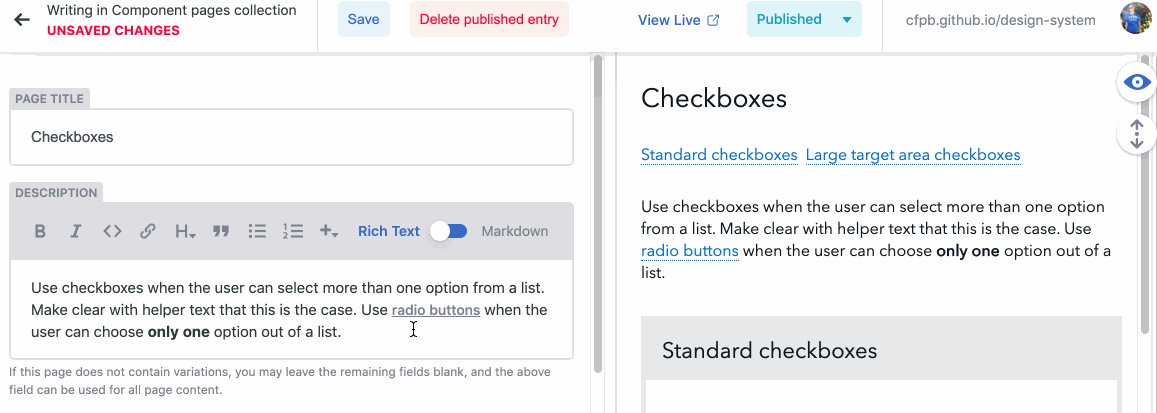 Writing in Component pages collection
UNSAVED CHANGES
Save
Delete published entry
View Live
Published
cfpb.github.io/design-system
PAGE TITLE
Checkboxes
DESCRIPTION
B I <> H
Rich Text
Markdown
Use checkboxes when the user can select more than one option from a list.
Make clear with helper text that this is the case. Use radio buttons when the
user can choose only one option out of a list.
If this page does not contain variations, you may leave the remaining fields blank, and the above
field can be used for all page content.
Checkboxes
Standard checkboxes Large target area checkboxes
Use checkboxes when the user can select more than one option
from a list. Make clear with helper text that this is the case. Use
radio buttons when the user can choose only one option out of a
list.
Standard checkboxes